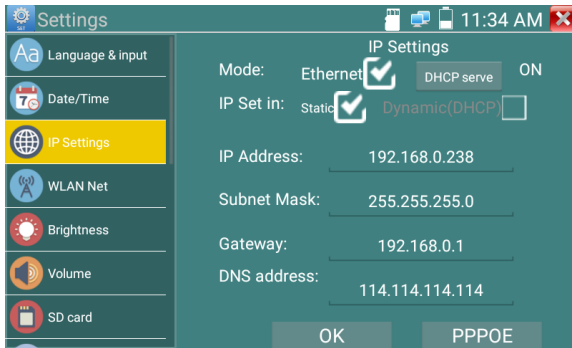 Settings
11:34 AM
Language & input
Date/Time
IP Settings
WLAN Net
Brightness
Volume
SD card
IP Settings
Mode: Ethernet DHCP serve ON
IP Set in: Static Dynamic(DHCP)
IP Address: 192.168.0.238
Subnet Mask: 255.255.255.0
Gateway: 192.168.0.1
DNS address: 114.114.114.114
OK PPPOE